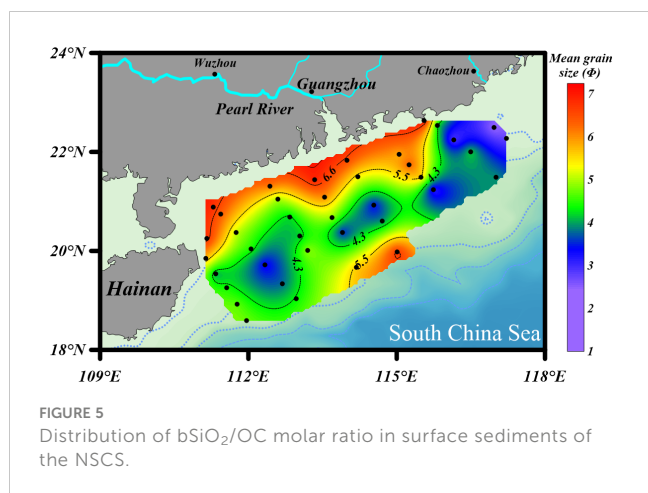 24°N
22°N
20°N
18°N
109°E
112°E
115°E
118°E
Wuzhou
Guangzhou
Chaozhou
Pearl River
Hainan
South China Sea
6.6
5.5
4.3
4.3
4.3
5.5
Mean grain
size (Φ)
7
6
5
4
3
2
1
FIGURE 5
Distribution of bSiO₂/OC molar ratio in surface sediments of
the NSCS.